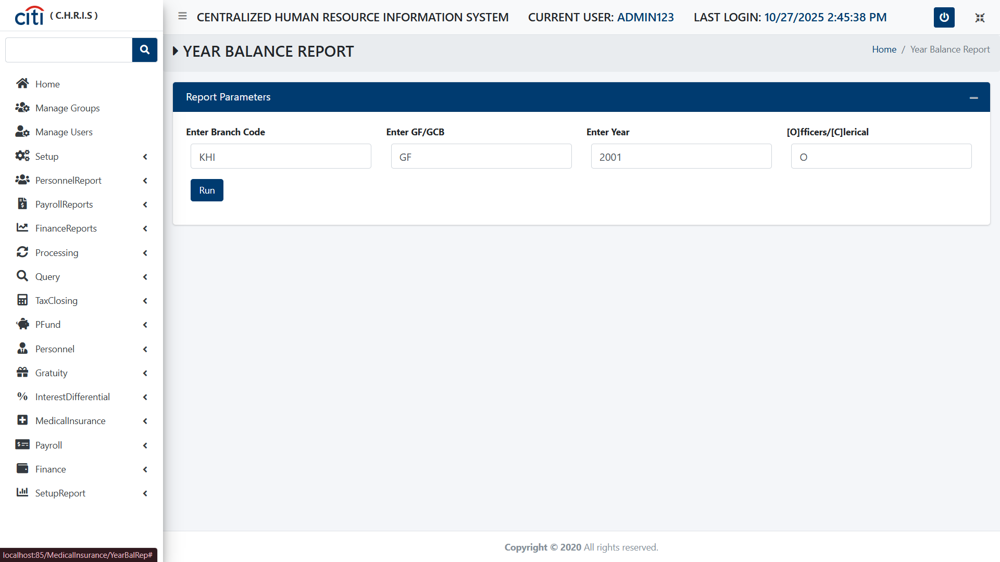 citi ( C.H.R.I.S )
CENTRALIZED HUMAN RESOURCE INFORMATION SYSTEM CURRENT USER: ADMIN123 LAST LOGIN: 10/27/2025 2:45:38 PM
YEAR BALANCE REPORT
Home / Year Balance Report
Home
Manage Groups
Manage Users
Setup
PersonnelReport
PayrollReports
FinanceReports
Processing
Query
TaxClosing
PFund
Personnel
Gratuity
% InterestDifferential
MedicalInsurance
Payroll
Finance
SetupReport
Report Parameters
Enter Branch Code Enter GF/GCB Enter Year [O]fficers/[C]lerical
KHI GF 2001 O
Run
Copyright © 2020 All rights reserved.
localhost:85/MedicalInsurance/YearBalRep#